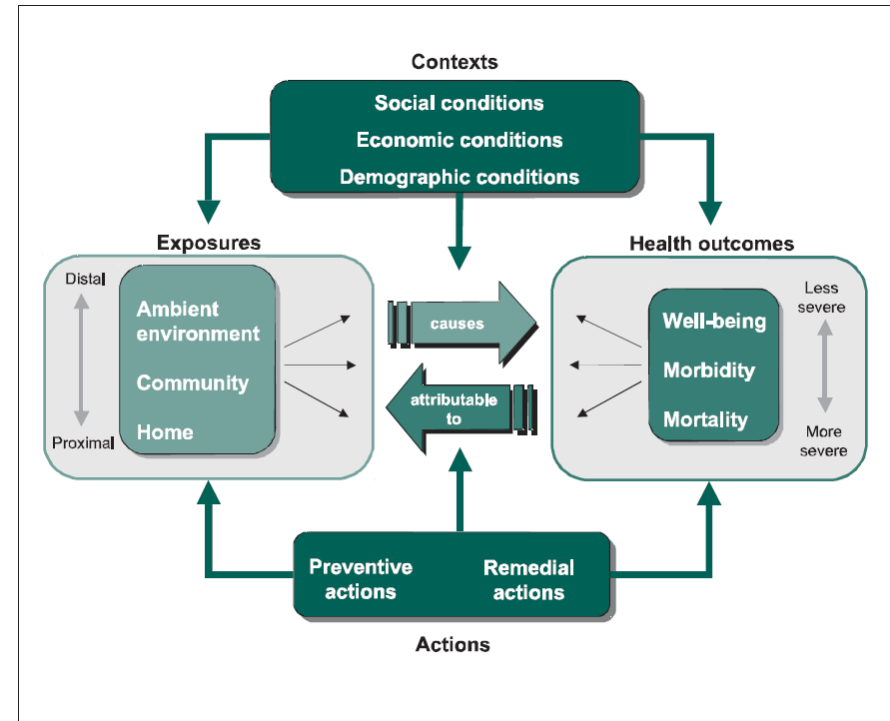 Contexts
Social conditions
Economic conditions
Demographic conditions
Exposures
Distal
Ambient
environment
Community
Home
Proximal
causes
attributable
to
Health outcomes
Well-being
Morbidity
Mortality
Less
severe
More
severe
Preventive
actions
Remedial
actions
Actions